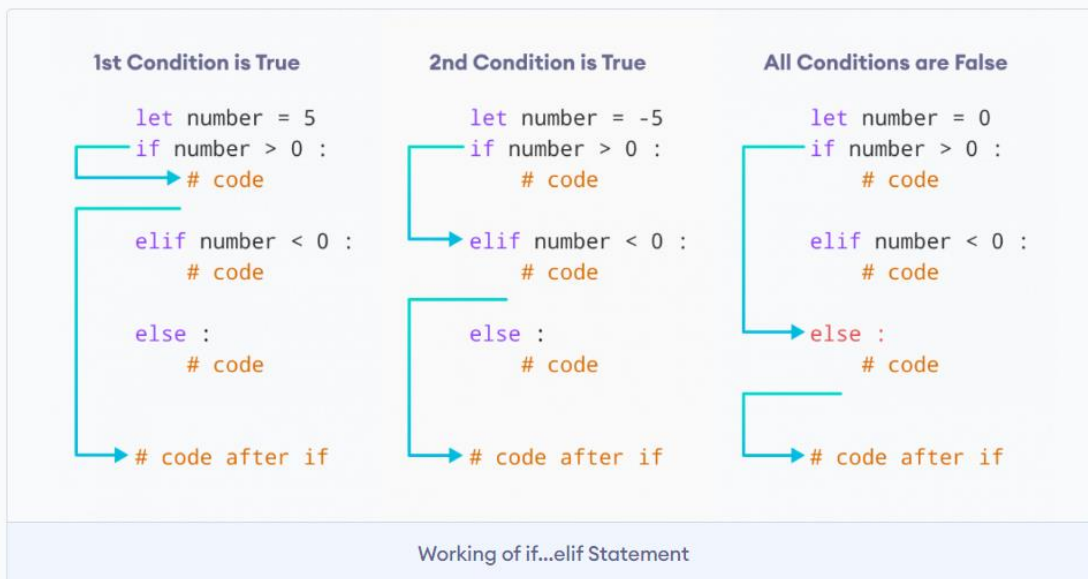 1st Condition is True
let number = 5
if number > 0 :
# code
elif number < 0 :
# code
else :
# code
# code after if
2nd Condition is True
let number = -5
if number > 0 :
# code
elif number < 0 :
# code
else :
# code
# code after if
All Conditions are False
let number = 0
if number > 0 :
# code
elif number < 0 :
# code
else :
# code
# code after if
Working of if...elif Statement